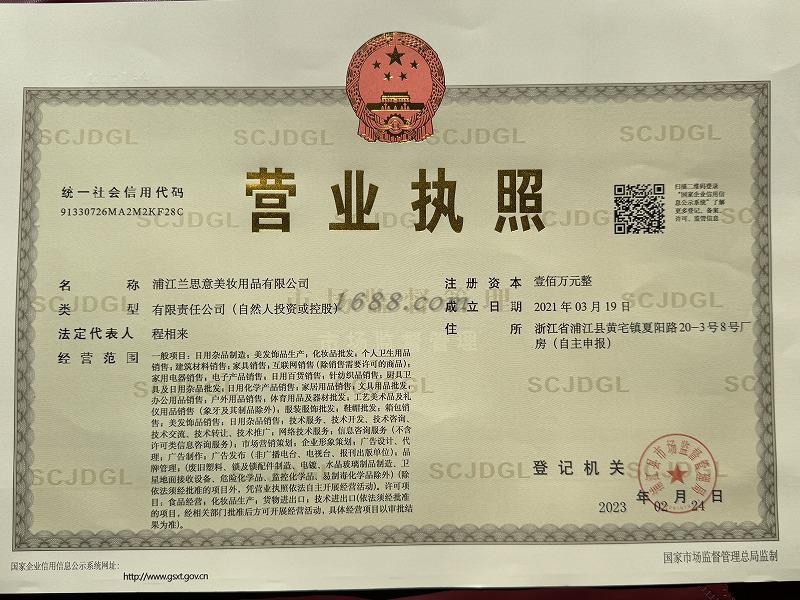 营业执照
统一社会信用代码
91330726MA2M2KF28C
扫描二维码登录
“国家企业信用信
息公示系统”了解
更多登记、备案、
许可、监管信息
名 称 浦江兰思意美妆用品有限公司
类 型 有限责任公司（自然人投资或控股）
法定代表人 程相来
经营范围 一般项目：日用杂品制造；美发饰品生产；化妆品批发；个人卫生用品
销售；建筑材料销售；家具销售；互联网销售（除销售需要许可的商品）；
家用电器销售；电子产品销售；日用百货销售；针纺织品销售；厨具卫
具及日用杂品批发；日用化学产品销售；家居用品销售；文具用品批发；
办公用品销售；户外用品销售；体育用品及器材批发；工艺美术品及礼
仪用品销售（象牙及其制品除外）；服装服饰批发；鞋帽批发；箱包销
售；美发饰品销售；日用杂品销售；技术服务、技术开发、技术咨询、
技术交流、技术转让、技术推广；网络技术服务；信息咨询服务（不含
许可类信息咨询服务）；市场营销策划；企业形象策划；广告设计、代
理；广告制作；广告发布（非广播电台、电视台、报刊出版单位）；品
牌管理；（废旧塑料、镁及镁配件制造、电镀、水晶玻璃制品制造、卫
星地面接收设备、危险化学品、监控化学品、易制毒化学品除外）（除
依法须经批准的项目外，凭营业执照依法自主开展经营活动）。许可项
目：食品经营；化妆品生产；货物进出口；技术进出口（依法须经批准
的项目，经相关部门批准后方可开展经营活动，具体经营项目以审批结
果为准）。
注册资本 壹佰万元整
成立日期 2021年03月19日
住 所 浙江省浦江县黄宅镇夏阳路20-3号8号厂
房（自主申报）
1688.com
登记机关
浦江县市场监督管理局
2023年02月24日
SCJDGL SCJDGL SCJDGL SCJDGL
国家企业信用信息公示系统网址：
http://www.gsxt.gov.cn
国家市场监督管理总局监制